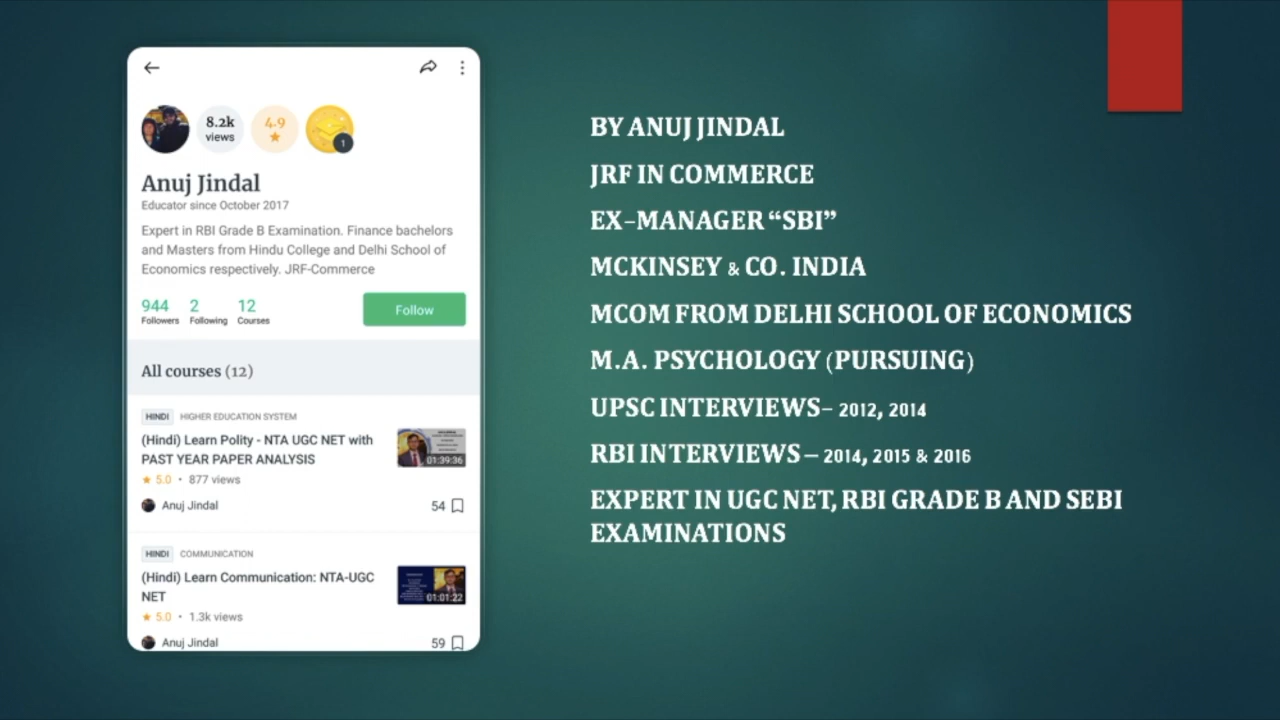 8.2k
views
4.9
1
Anuj Jindal
Educator since October 2017
Expert in RBI Grade B Examination. Finance bachelors
and Masters from Hindu College and Delhi School of
Economics respectively. JRF-Commerce
944 2 12
Followers Following Courses
Follow
All courses (12)
HINDI HIGHER EDUCATION SYSTEM
(Hindi) Learn Polity - NTA UGC NET with
PAST YEAR PAPER ANALYSIS
01:39:36
5.0 • 877 views
Anuj Jindal 54
HINDI COMMUNICATION
(Hindi) Learn Communication: NTA-UGC
NET
01:01:22
5.0 • 1.3k views
Anuj Jindal 59
BY ANUJ JINDAL
JRF IN COMMERCE
EX-MANAGER “SBI”
MCKINSEY & CO. INDIA
MCOM FROM DELHI SCHOOL OF ECONOMICS
M.A. PSYCHOLOGY (PURSUING)
UPSC INTERVIEWS– 2012, 2014
RBI INTERVIEWS – 2014, 2015 & 2016
EXPERT IN UGC NET, RBI GRADE B AND SEBI
EXAMINATIONS